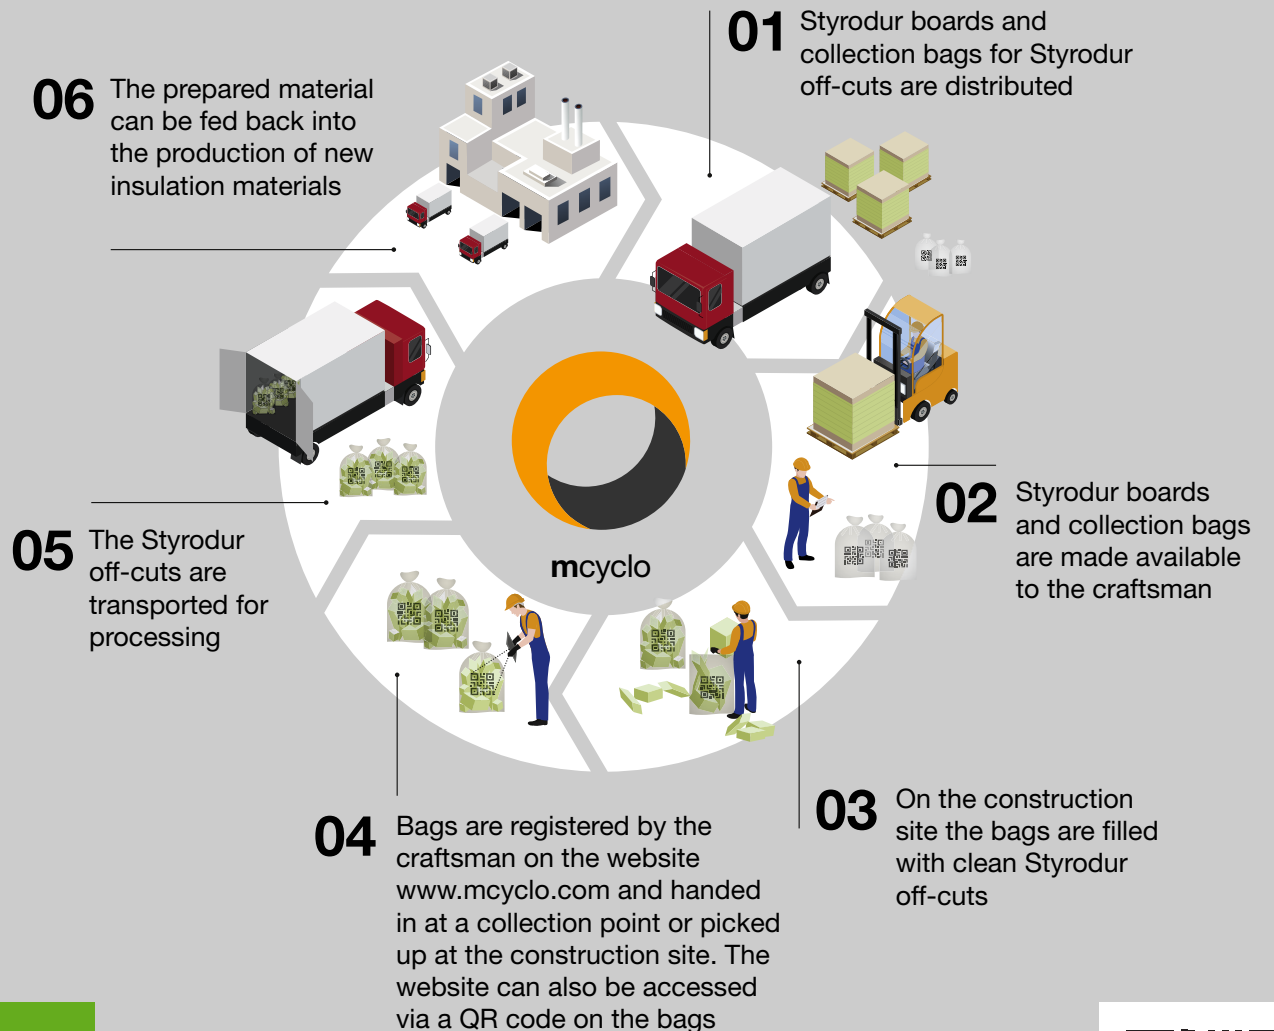 01
Styrodur boards and
collection bags for Styrodur
off-cuts are distributed
06
The prepared material
can be fed back into
the production of new
insulation materials
02
Styrodur boards
and collection bags
are made available
to the craftsman
05
The Styrodur
off-cuts are
transported for
processing
mcyclo
03
On the construction
site the bags are filled
with clean Styrodur
off-cuts
04
Bags are registered by the
craftsman on the website
www.mcyclo.com and handed
in at a collection point or picked
up at the construction site. The
website can also be accessed
via a QR code on the bags